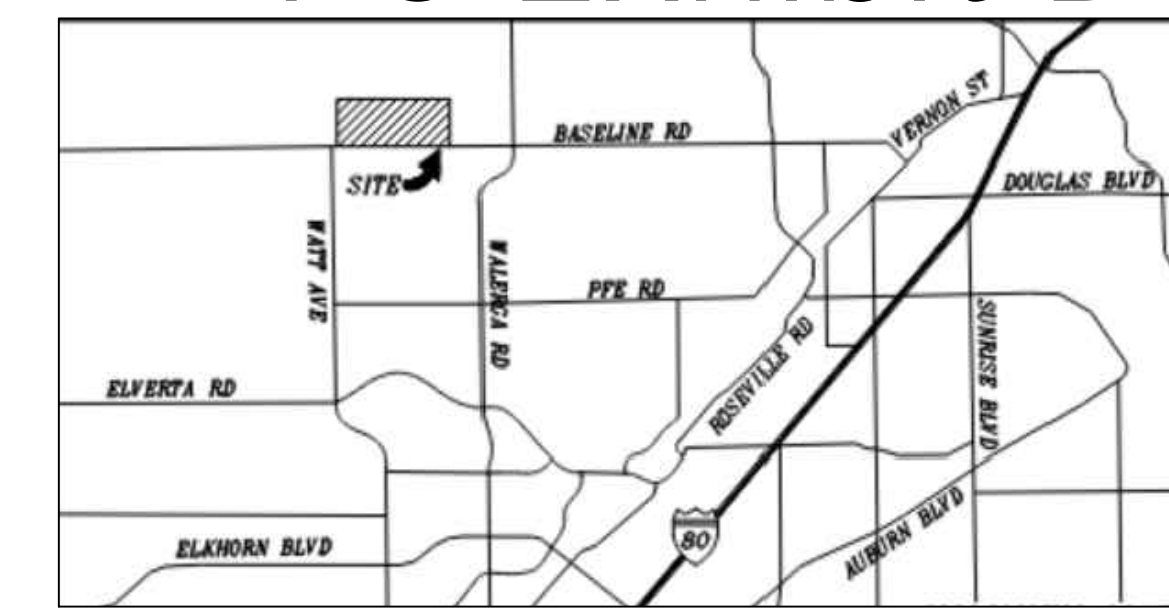 VERNON ST
BASELINE RD
SITE
DOUGLAS BLVD
WATT AVE
WALERGA RD
PFE RD
SUNRISE BLVD
ROSEVILLE RD
ELVERTA RD
AUBURN BLVD
80
ELKHORN BLVD